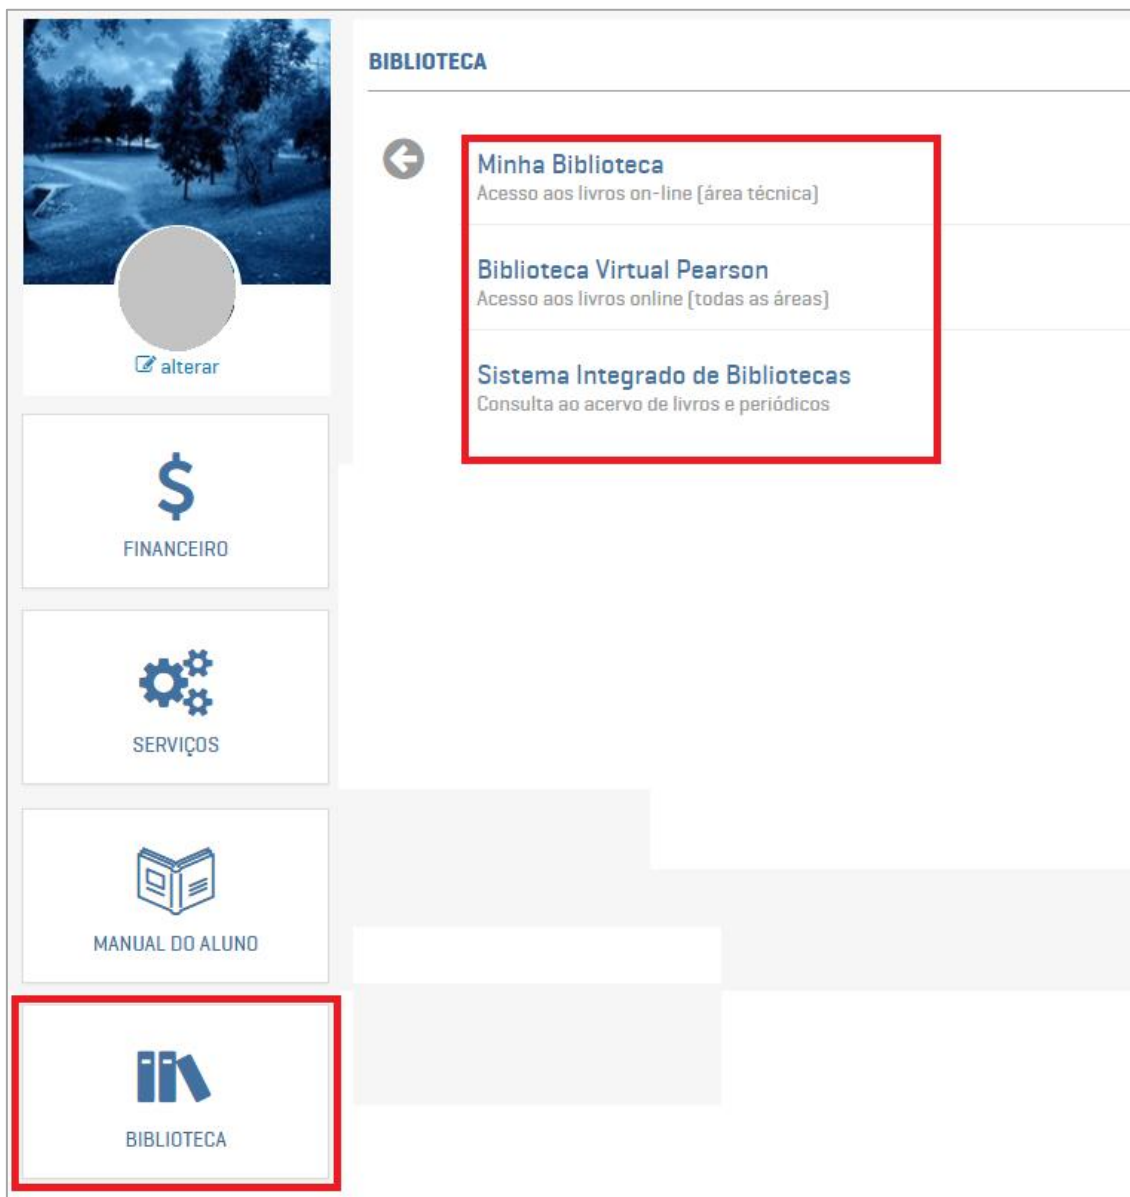 BIBLIOTECA
Minha Biblioteca
Acesso aos livros on-line (área técnica)
Biblioteca Virtual Pearson
Acesso aos livros online (todas as áreas)
Sistema Integrado de Bibliotecas
Consulta ao acervo de livros e periódicos
alterar
$
FINANCEIRO
SERVIÇOS
MANUAL DO ALUNO
BIBLIOTECA